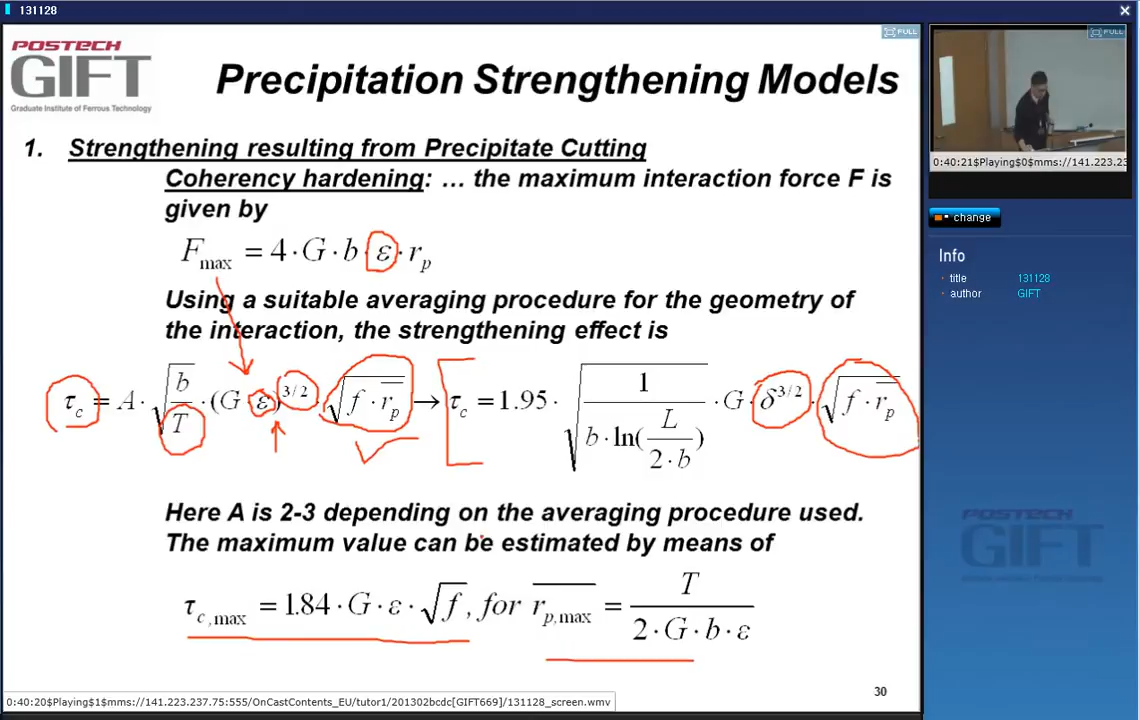 131128
POSTECH
GIFT
Graduate Institute of Ferrous Technology
Precipitation Strengthening Models
FULL
FULL
1. Strengthening resulting from Precipitate Cutting
Coherency hardening: … the maximum interaction force F is
given by
F_max = 4 · G · b · ε · r_p
Using a suitable averaging procedure for the geometry of
the interaction, the strengthening effect is
τ_c = A · √(b/T) · (G · ε)^3/2 · √(f · r_p) → τ_c = 1.95 · √(1/(b · ln(L/(2 · b)))) · G · δ^3/2 · √(f · r_p)
Here A is 2-3 depending on the averaging procedure used.
The maximum value can be estimated by means of
τ_c,max = 1.84 · G · ε · √f, for r_p,max = T/(2 · G · b · ε)
30
0:40:20$Playing$1$mms://141.223.237.75:555/OnCastContents_EU/tutor1/201302bcdc[GIFT669]/131128_screen.wmv
0:40:21$Playing$0$mms://141.223.23
change
Info
title 131128
author GIFT
POSTECH
GIFT